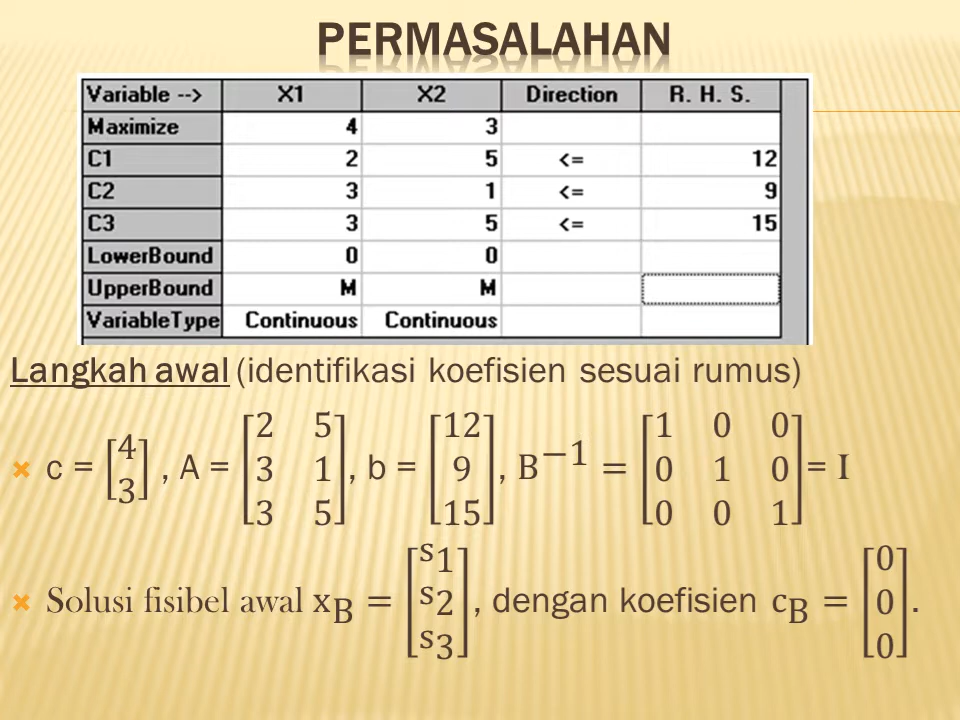 PERMASALAHAN
Variable --> X1 X2 Direction R. H. S.
Maximize 4 3
C1 2 5 <= 12
C2 3 1 <= 9
C3 3 5 <= 15
LowerBound 0 0
UpperBound M M
VariableType Continuous Continuous
Langkah awal (identifikasi koefisien sesuai rumus)
c = [4; 3] , A = [2 5; 3 1; 3 5], b = [12; 9; 15], B⁻¹ = [1 0 0; 0 1 0; 0 0 1] = I
Solusi fisibel awal x_B = [s1; s2; s3], dengan koefisien c_B = [0; 0; 0].